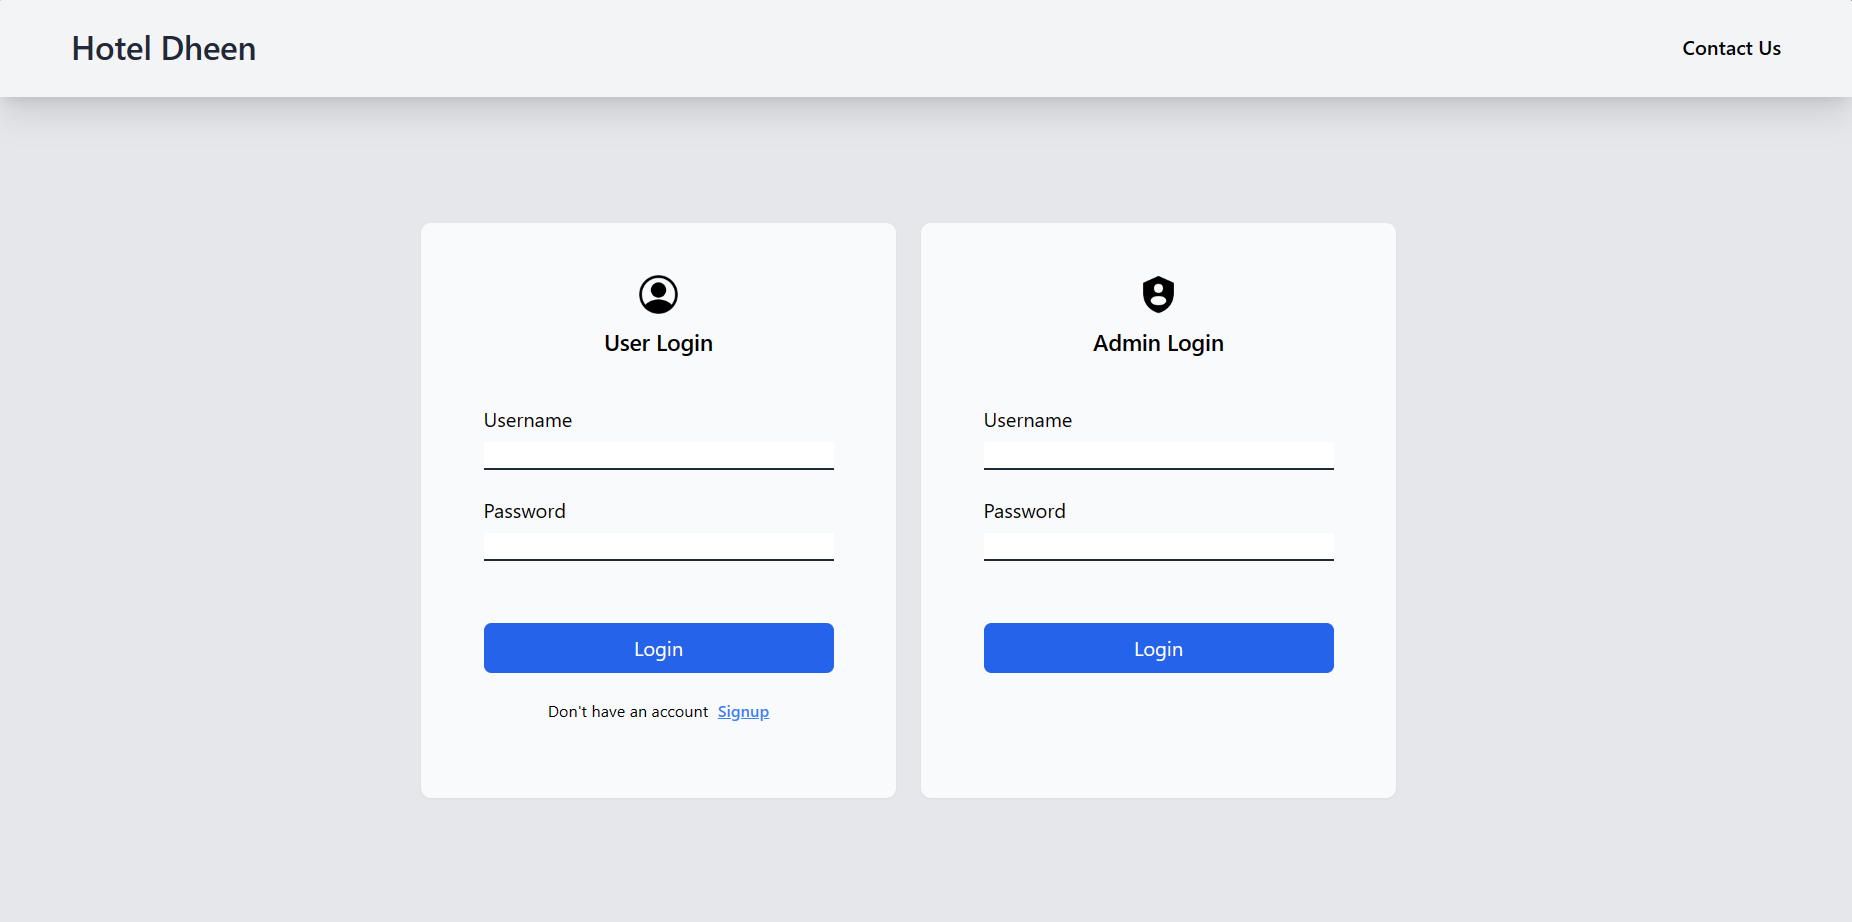 Hotel Dheen
Contact Us
User Login
Username
Password
Login
Don't have an account Signup
Admin Login
Username
Password
Login